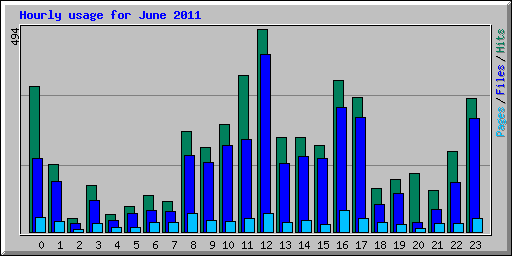 Hourly usage for June 2011
494
Pages / Files / Hits
0 1 2 3 4 5 6 7 8 9 10 11 12 13 14 15 16 17 18 19 20 21 22 23